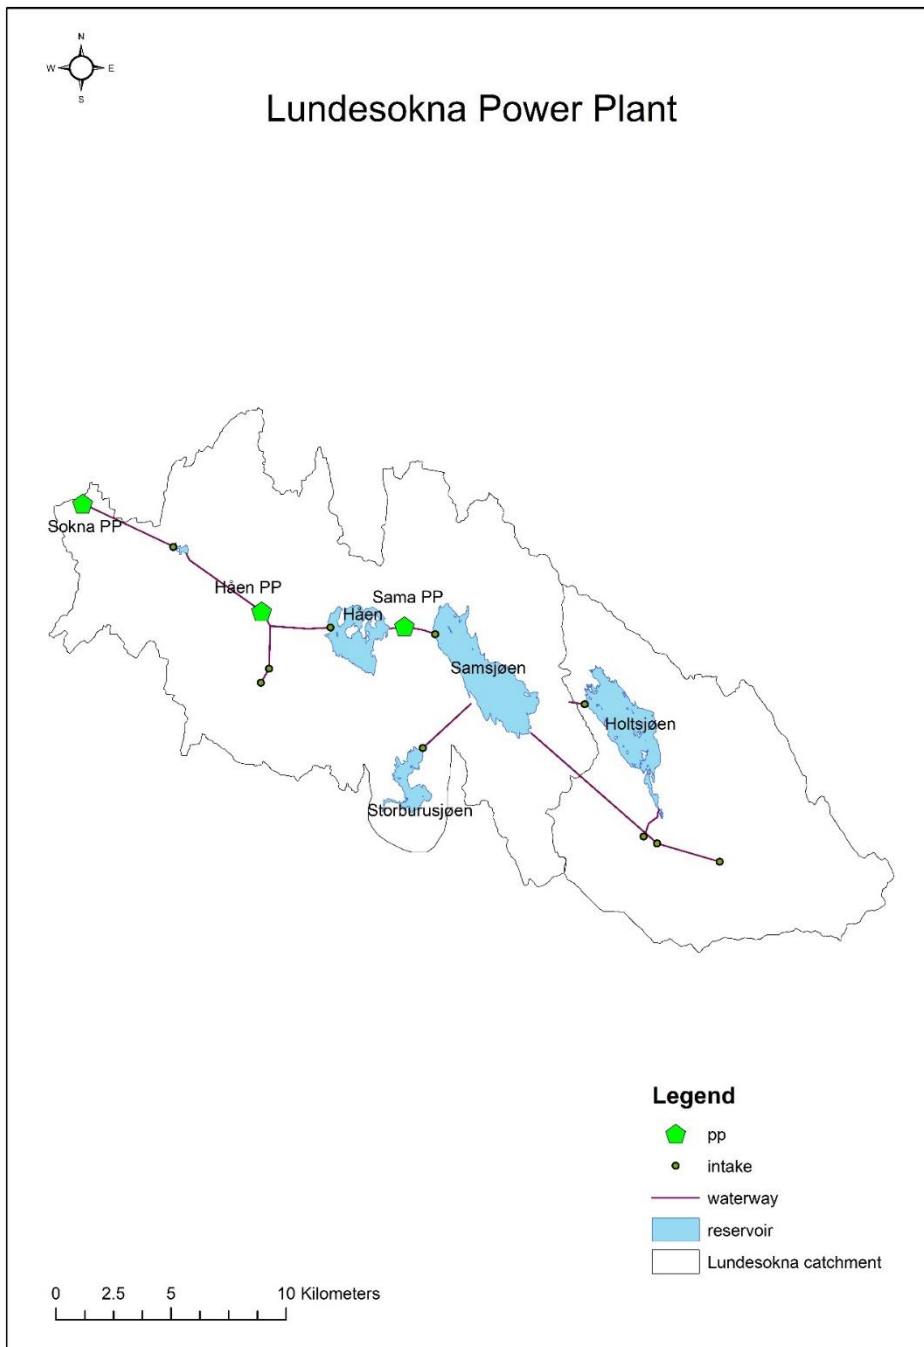 N
W E
S
Lundesokna Power Plant
Sokna PP
Håen PP
Sama PP
Håen
Samsjøen
Holtsjøen
Storburusjøen
Legend
pp
intake
waterway
reservoir
Lundesokna catchment
0 2.5 5 10 Kilometers